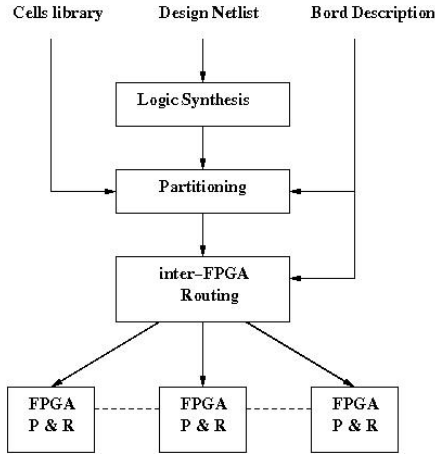 Cells library
Design Netlist
Bord Description
Logic Synthesis
Partitioning
inter-FPGA
Routing
FPGA
P & R
FPGA
P & R
FPGA
P & R